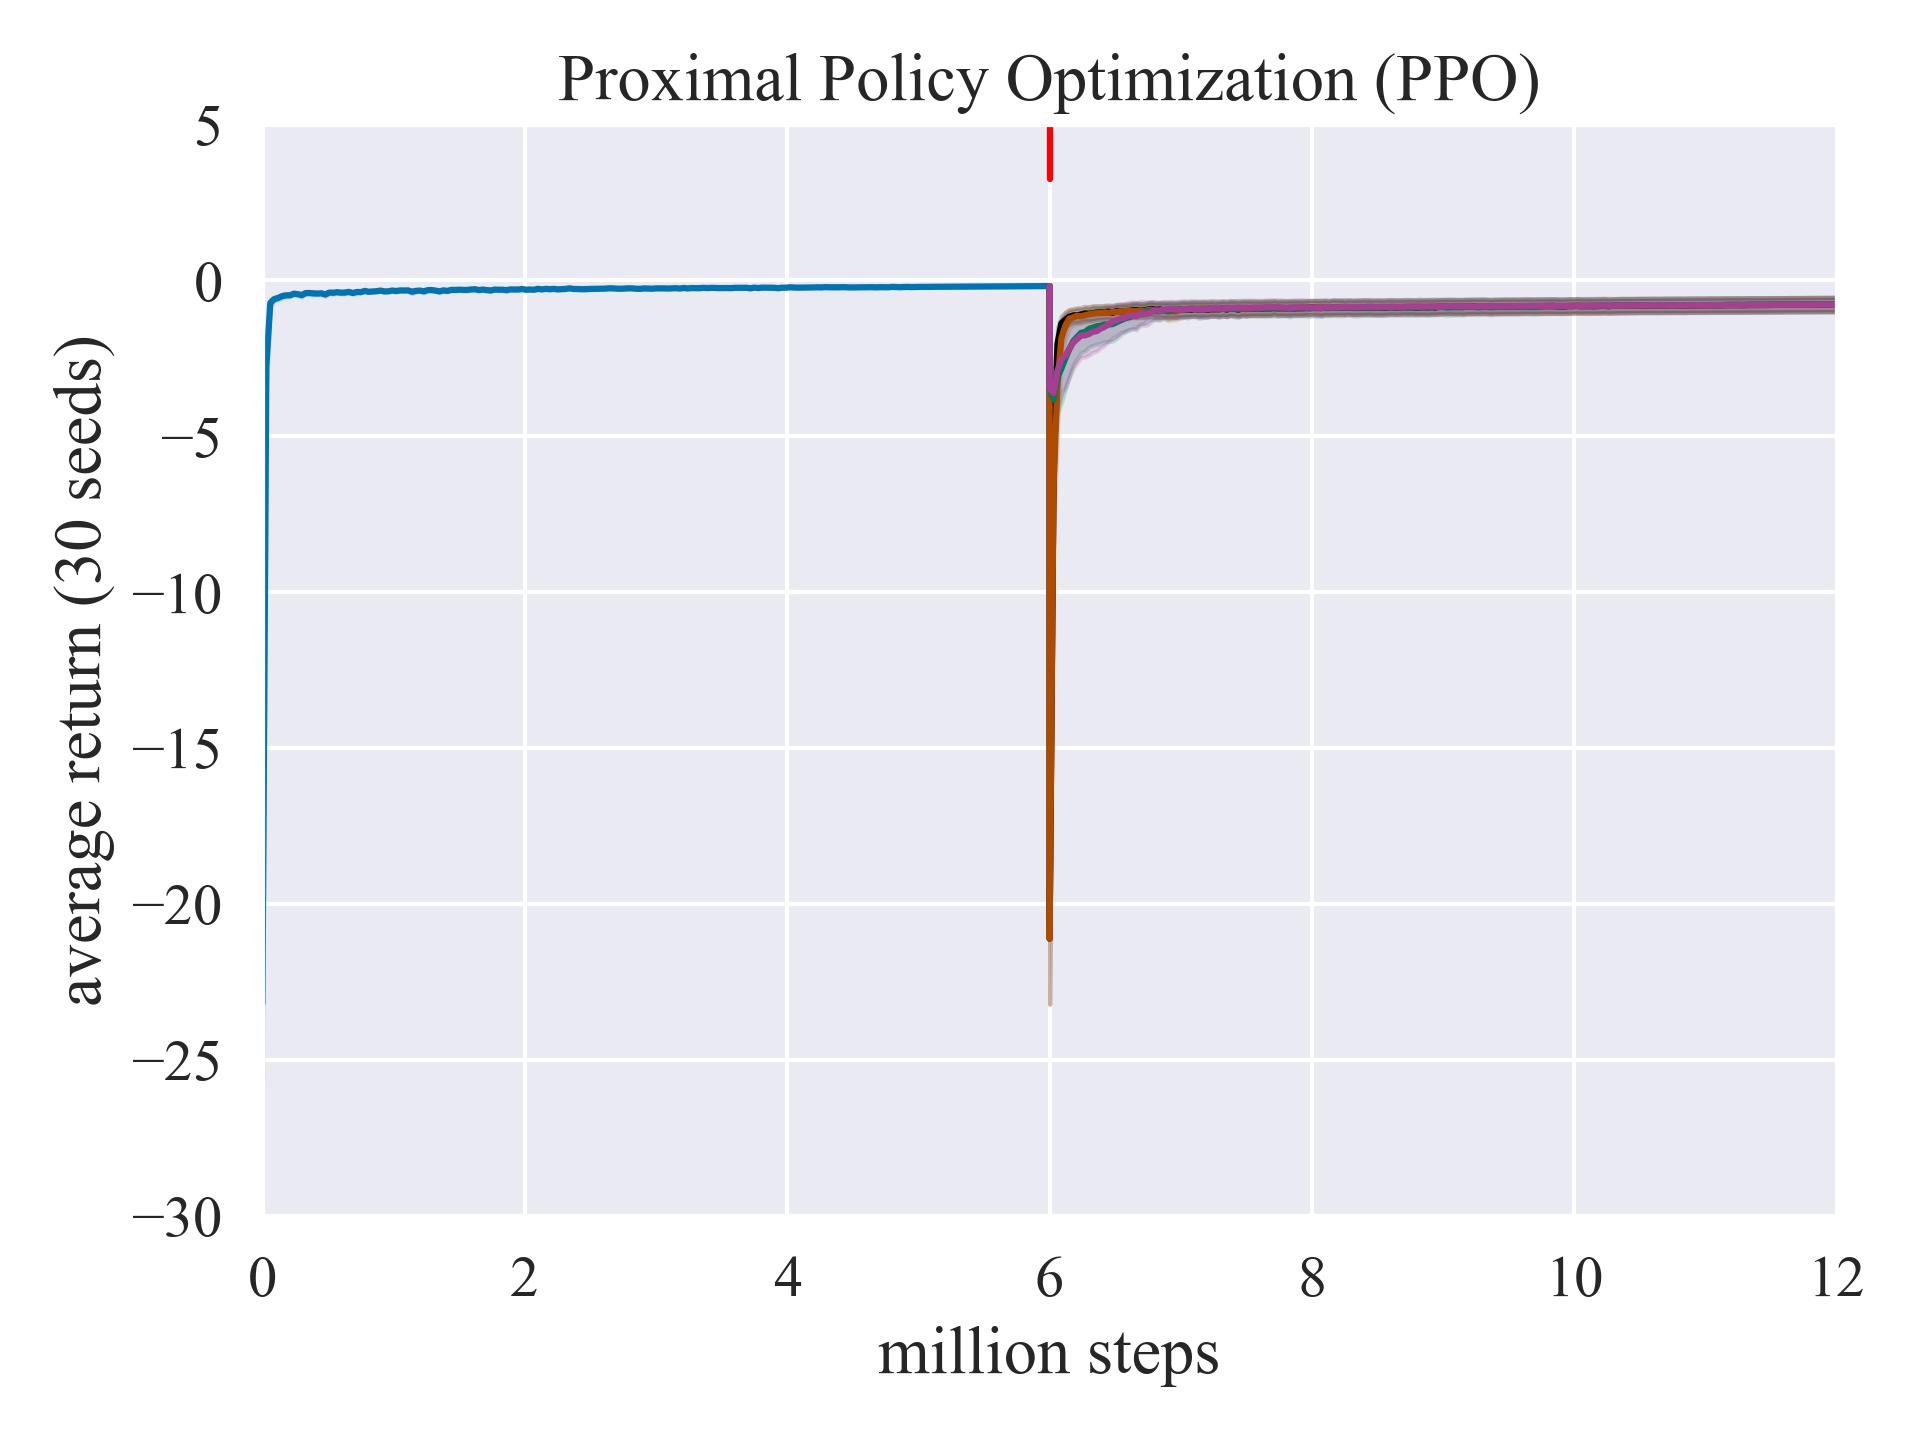 Proximal Policy Optimization (PPO)
5
0
−5
−10
−15
−20
−25
−30
average return (30 seeds)
0 2 4 6 8 10 12
million steps